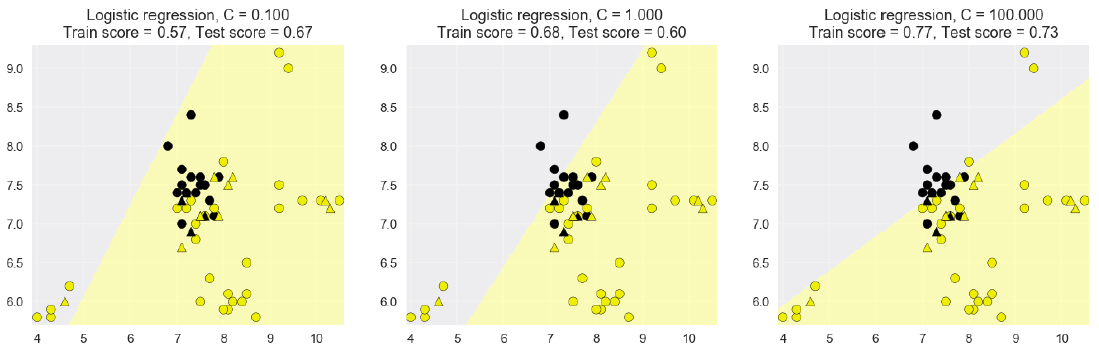 Logistic regression, C = 0.100
Train score = 0.57, Test score = 0.67
9.0
8.5
8.0
7.5
7.0
6.5
6.0
4 5 6 7 8 9 10
Logistic regression, C = 1.000
Train score = 0.68, Test score = 0.60
9.0
8.5
8.0
7.5
7.0
6.5
6.0
4 5 6 7 8 9 10
Logistic regression, C = 100.000
Train score = 0.77, Test score = 0.73
9.0
8.5
8.0
7.5
7.0
6.5
6.0
4 5 6 7 8 9 10